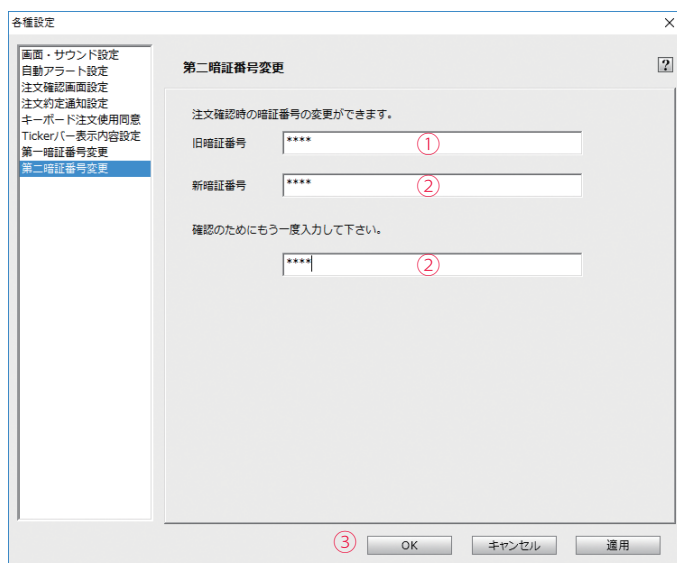 各種設定
画面・サウンド設定
自動アラート設定
注文確認画面設定
注文約定通知設定
キーボード注文使用同意
Tickerバー表示内容設定
第一暗証番号変更
第二暗証番号変更
第二暗証番号変更
?
注文確認時の暗証番号の変更ができます。
旧暗証番号 **** ①
新暗証番号 **** ②
確認のためにもう一度入力して下さい。
**** ②
③ OK キャンセル 適用